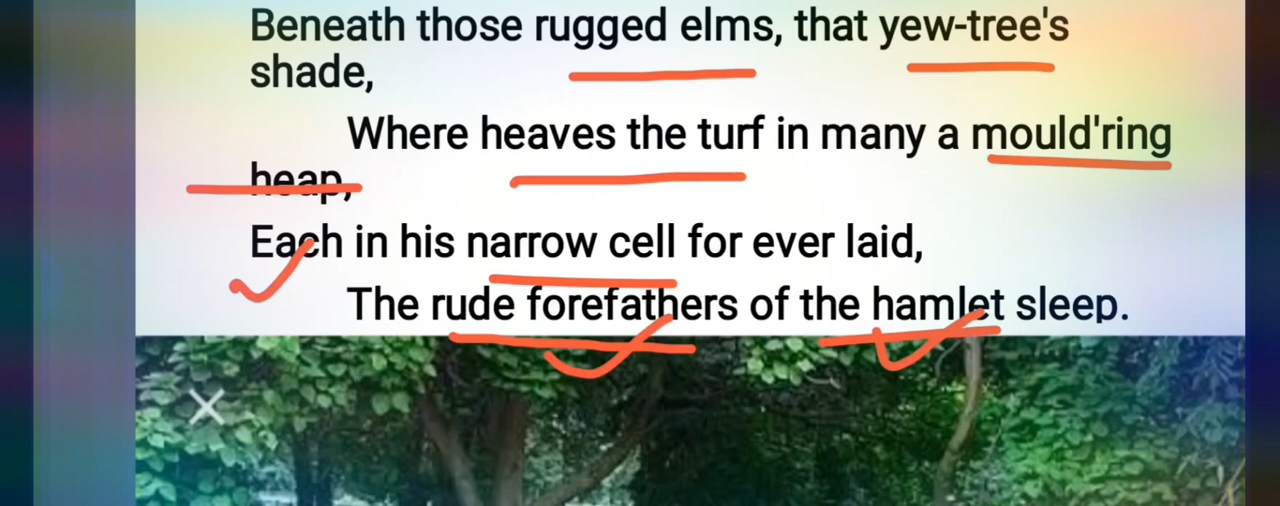 Beneath those rugged elms, that yew-tree's
shade,
Where heaves the turf in many a mould'ring
heap,
Each in his narrow cell for ever laid,
The rude forefathers of the hamlet sleep.